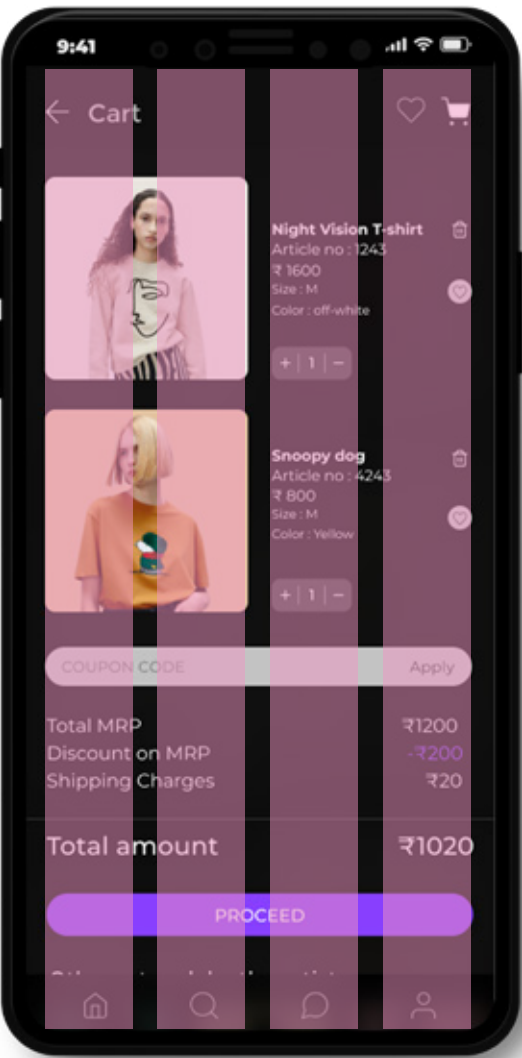 9:41
Cart
Night Vision T-shirt
Article no : 1243
₹ 1600
Size : M
Color : off-white
+ | 1 | −
Snoopy dog
Article no : 4243
₹ 800
Size : M
Color : Yellow
+ | 1 | −
COUPON CODE Apply
Total MRP ₹1200
Discount on MRP -₹200
Shipping Charges ₹20
Total amount ₹1020
PROCEED